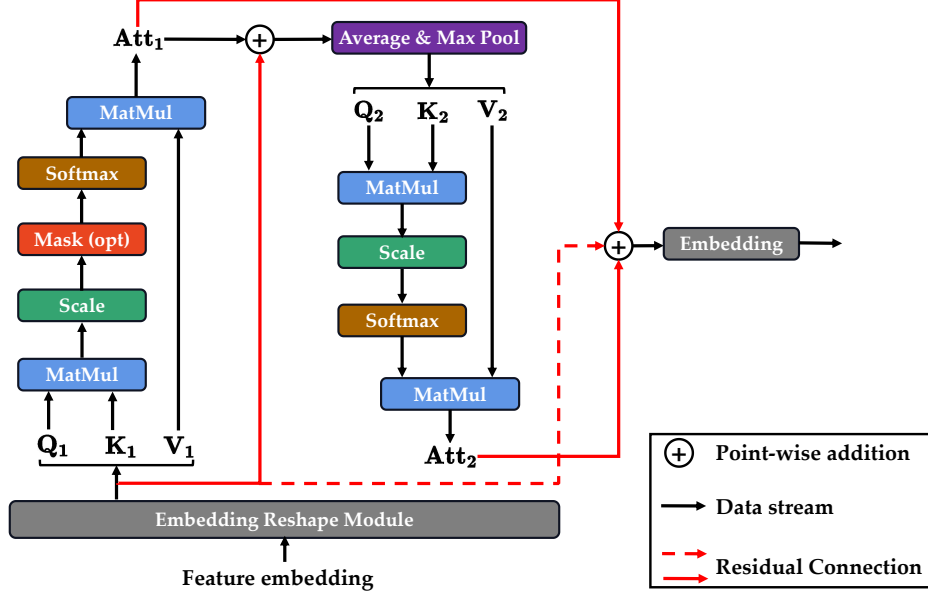 Att₁
+
Average & Max Pool
MatMul
Softmax
Mask (opt)
Scale
MatMul
Q₁ K₁ V₁
Embedding Reshape Module
Feature embedding
Q₂ K₂ V₂
MatMul
Scale
Softmax
MatMul
Att₂
+
Embedding
+ Point-wise addition
Data stream
Residual Connection